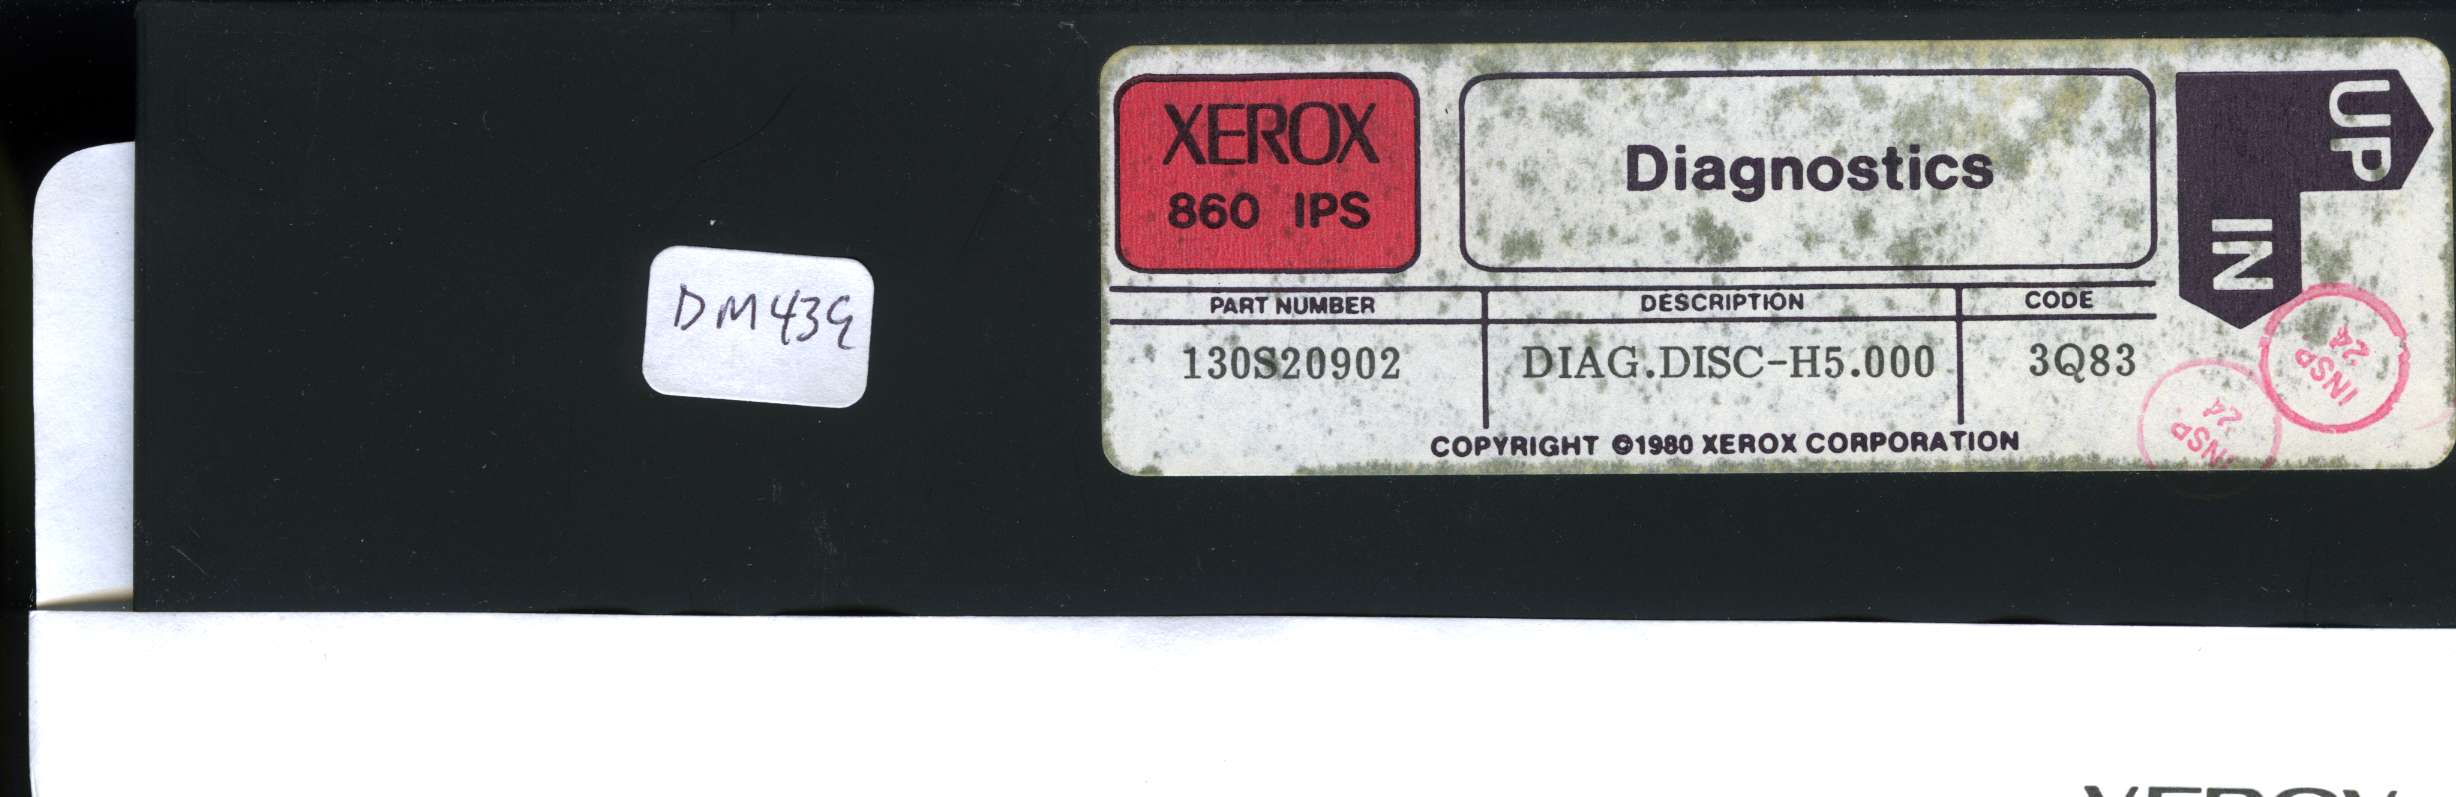 XEROX
860 IPS
Diagnostics
UP
IN
DM439
PART NUMBER DESCRIPTION CODE
130S20902 DIAG.DISC-H5.000 3Q83
INSP
24
INSP
24
COPYRIGHT ©1980 XEROX CORPORATION
XEROX